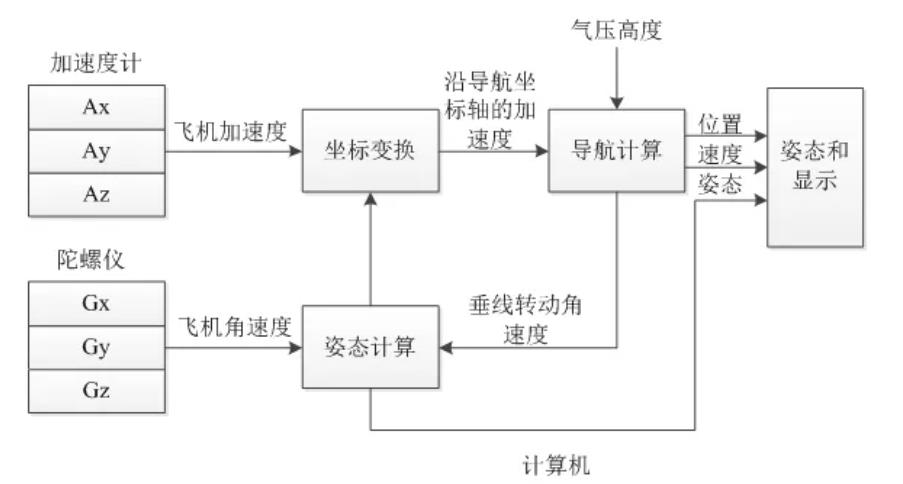 气压高度
加速度计
Ax
Ay
Az
飞机加速度
坐标变换
沿导航坐
标轴的加
速度
导航计算
位置
速度
姿态
姿态和
显示
陀螺仪
Gx
Gy
Gz
飞机角速度
姿态计算
垂线转动角
速度
计算机